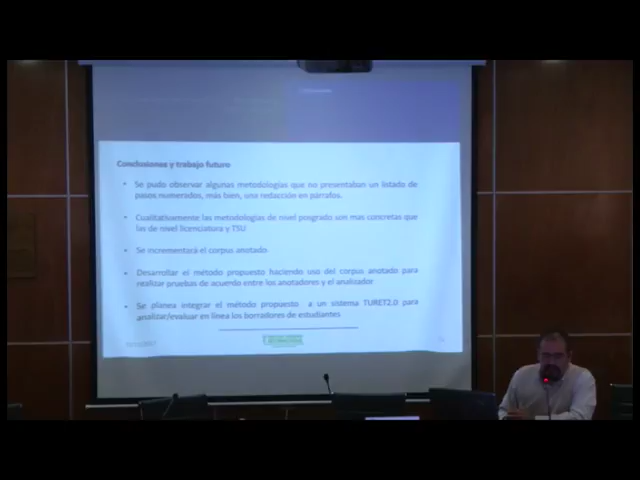 Conclusiones y trabajo futuro
• Se pudo observar algunas metodologías que no presentaban un listado de
pasos numerados, más bien, una redacción en párrafos.
• Cualitativamente las metodologías de nivel posgrado son mas concretas que
las de nivel licenciatura y TSU
• Se incrementará el corpus anotado
• Desarrollar el método propuesto haciendo uso del corpus anotado para
realizar pruebas de acuerdo entre los anotadores y el analizador
• Se planea integrar el método propuesto a un sistema TURET2.0 para
analizar/evaluar en línea los borradores de estudiantes